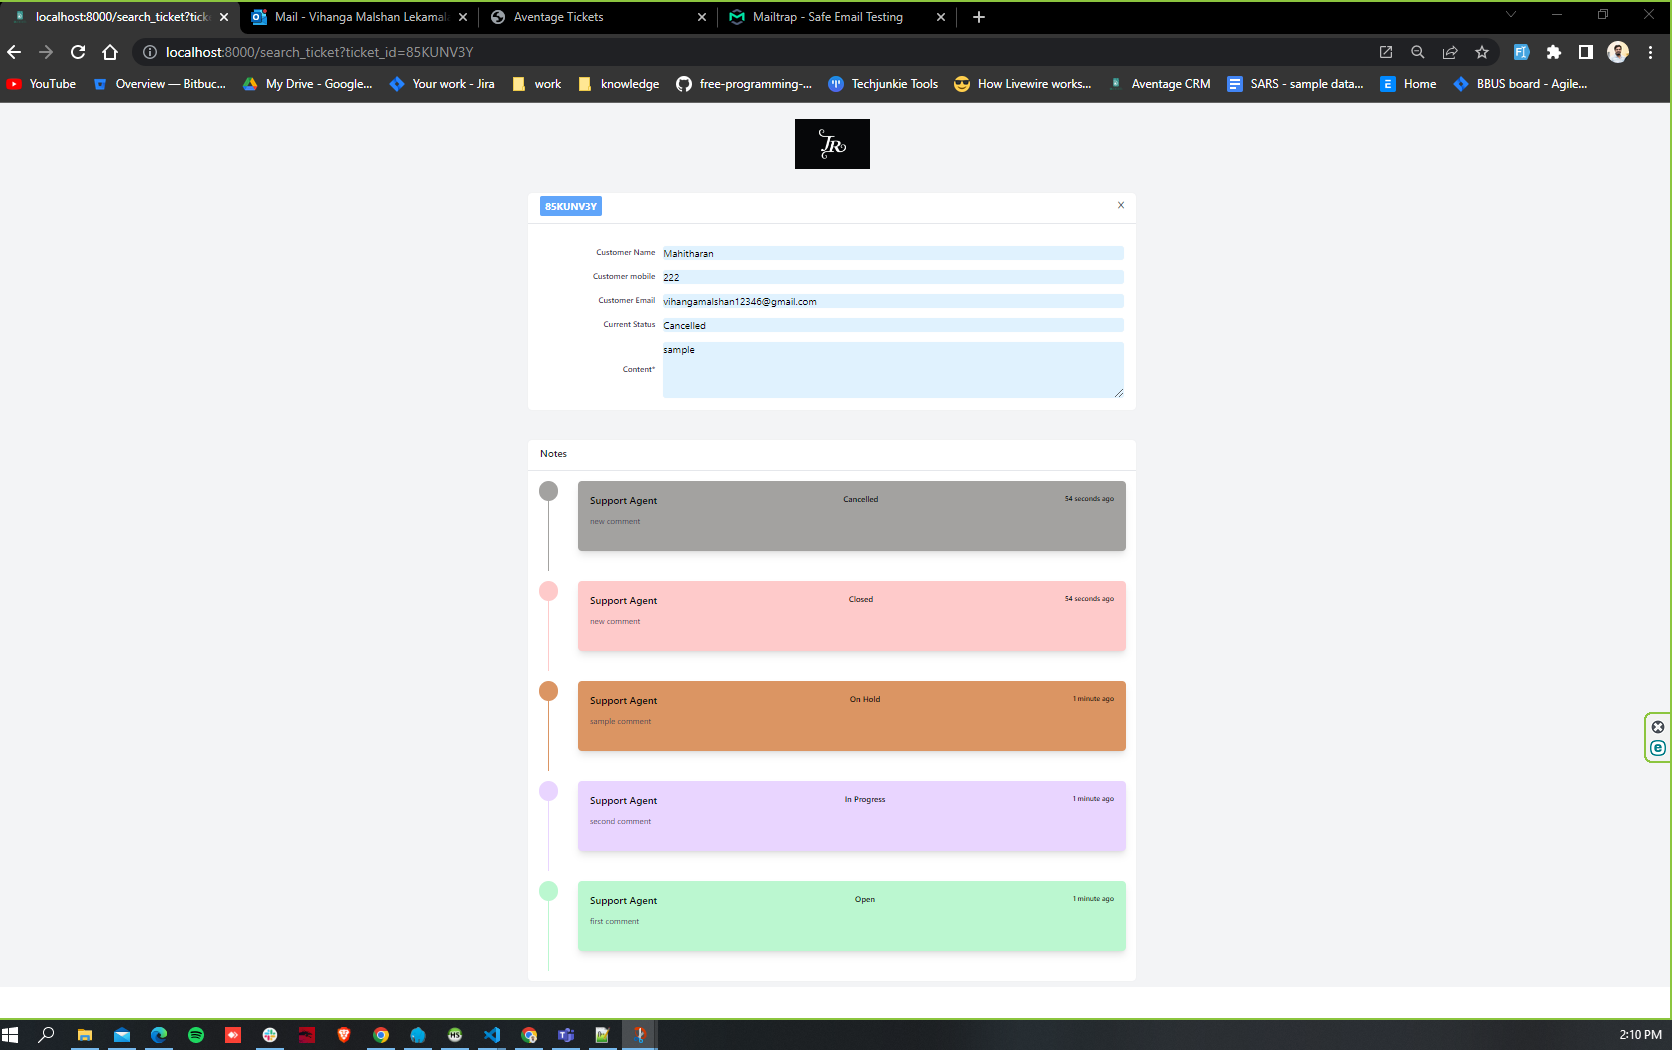 localhost:8000/search_ticket?tick
Mail - Vihanga Malshan Lekamal
Aventage Tickets
Mailtrap - Safe Email Testing
localhost:8000/search_ticket?ticket_id=85KUNV3Y
YouTube
Overview — Bitbuc...
My Drive - Google...
Your work - Jira
work
knowledge
free-programming-...
Techjunkie Tools
How Livewire works...
Aventage CRM
SARS - sample data...
Home
BBUS board - Agile...
JR
85KUNV3Y
X
Customer Name
Mahitharan
Customer mobile
222
Customer Email
vihangamalshan12346@gmail.com
Current Status
Cancelled
Content*
sample
Notes
Support Agent
Cancelled
54 seconds ago
new comment
Support Agent
Closed
54 seconds ago
new comment
Support Agent
On Hold
1 minute ago
sample comment
Support Agent
In Progress
1 minute ago
second comment
Support Agent
Open
1 minute ago
first comment
2:10 PM